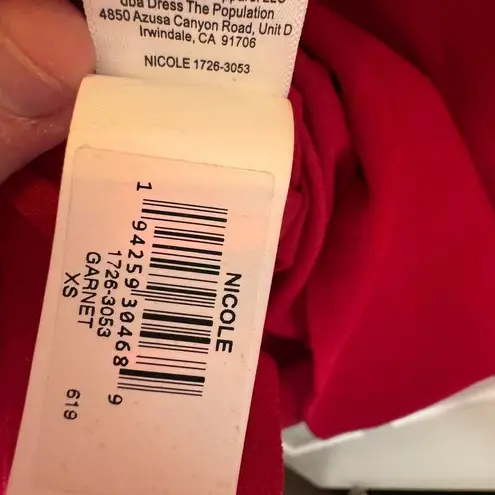 dba Dress The Population
4850 Azusa Canyon Road, Unit D
Irwindale, CA 91706
NICOLE 1726-3053
NICOLE
1 94259 30468 9
1726-3053
GARNET
XS
619